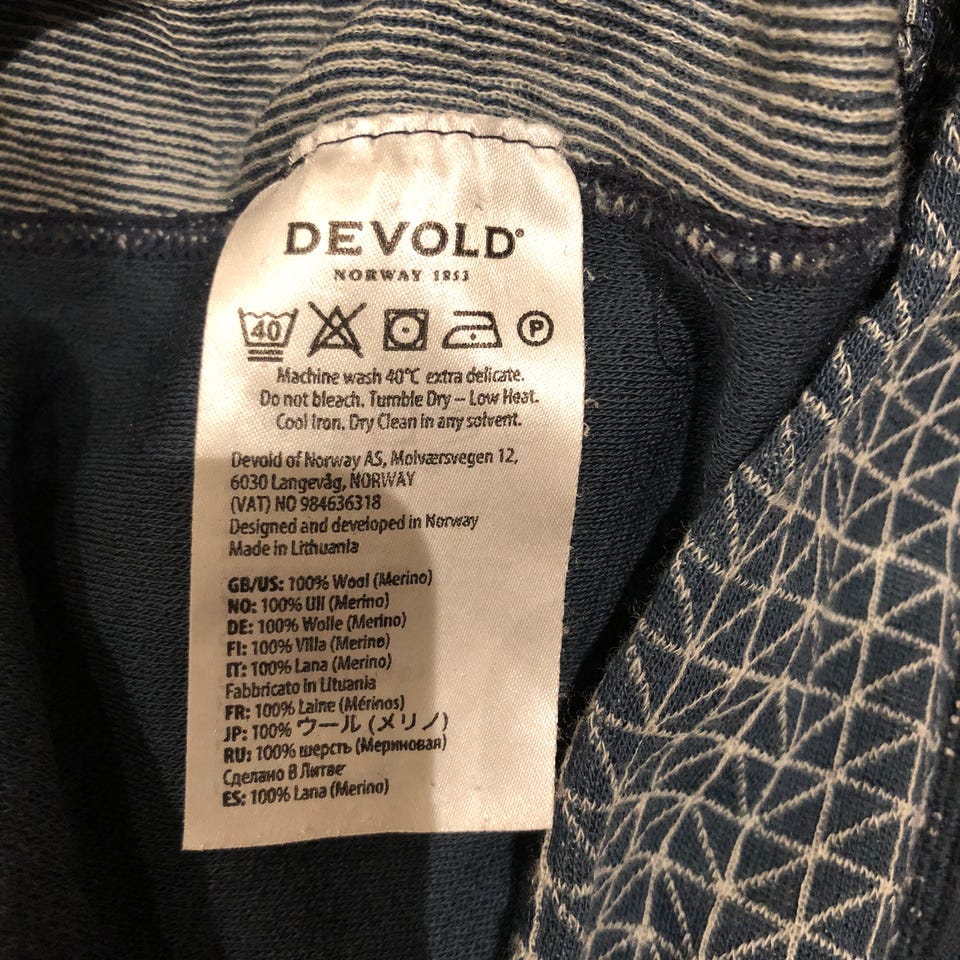 DEVOLD®
NORWAY 1853
40 P
Machine wash 40°C extra delicate.
Do not bleach. Tumble Dry – Low Heat.
Cool Iron. Dry Clean in any solvent.
Devold of Norway AS, Molværsvegen 12,
6030 Langevåg, NORWAY
(VAT) NO 984636318
Designed and developed in Norway
Made in Lithuania
GB/US: 100% Wool (Merino)
NO: 100% Ull (Merino)
DE: 100% Wolle (Merino)
FI: 100% Villa (Merino)
IT: 100% Lana (Merino)
Fabbricato in Lituania
FR: 100% Laine (Mérinos)
JP: 100% ウール (メリノ)
RU: 100% шерсть (Мериновая)
Сделано В Литве
ES: 100% Lana (Merino)